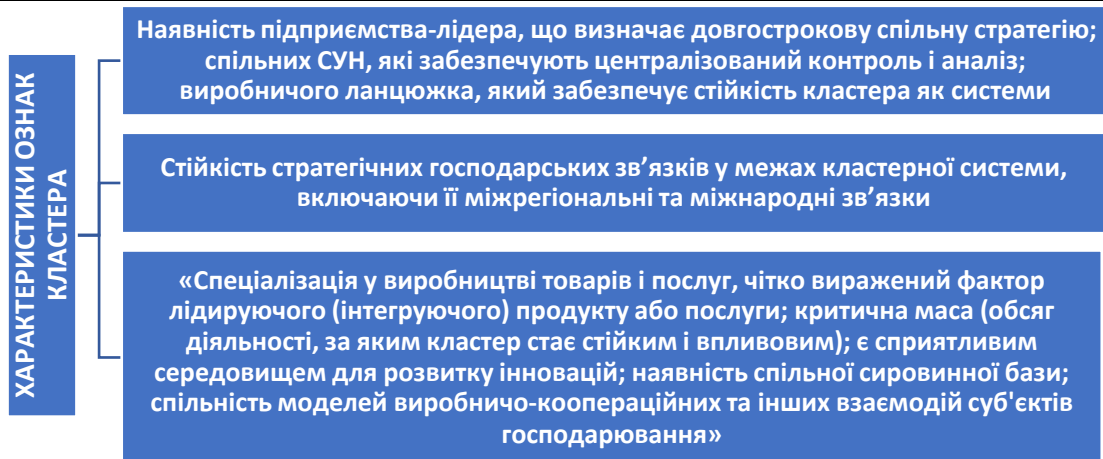 ХАРАКТЕРИСТИКИ ОЗНАК
КЛАСТЕРА
Наявність підприємства-лідера, що визначає довгострокову спільну стратегію;
спільних СУН, які забезпечують централізований контроль і аналіз;
виробничого ланцюжка, який забезпечує стійкість кластера як системи
Стійкість стратегічних господарських зв’язків у межах кластерної системи,
включаючи її міжрегіональні та міжнародні зв’язки
«Спеціалізація у виробництві товарів і послуг, чітко виражений фактор
лідируючого (інтегруючого) продукту або послуги; критична маса (обсяг
діяльності, за яким кластер стає стійким і впливовим); є сприятливим
середовищем для розвитку інновацій; наявність спільної сировинної бази;
спільність моделей виробничо-коопераційних та інших взаємодій суб'єктів
господарювання»